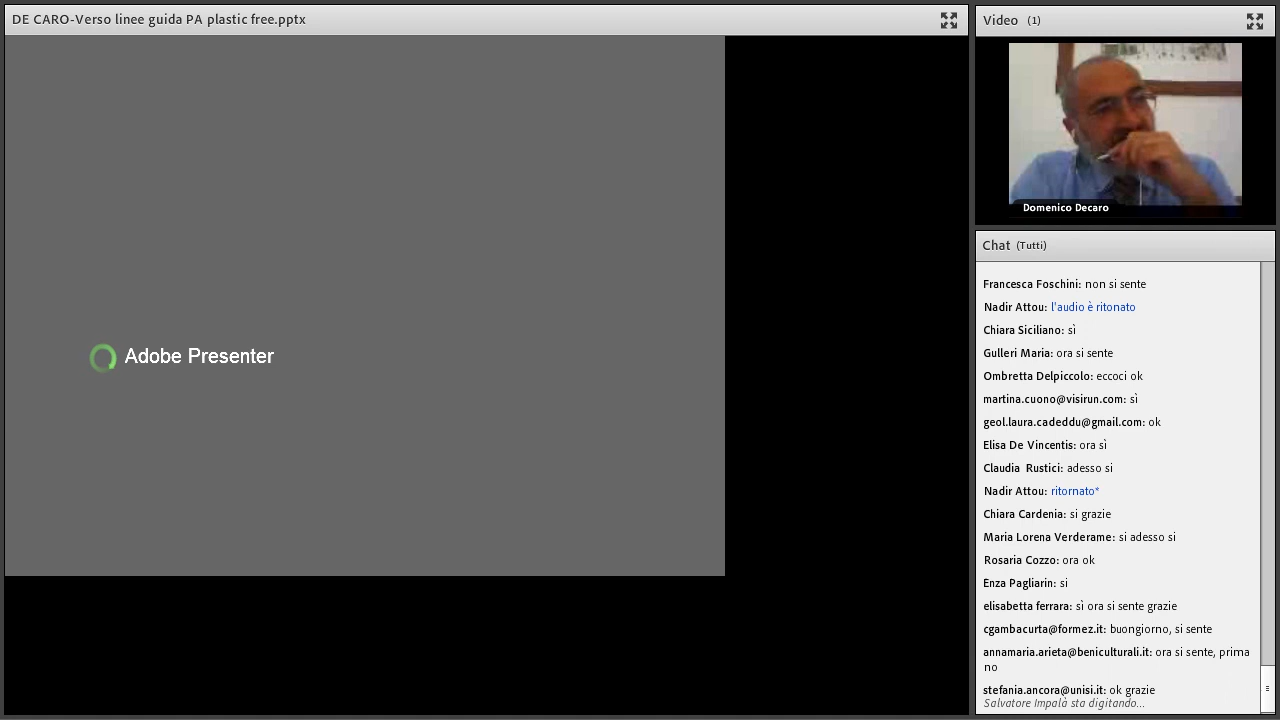 DE CARO-Verso linee guida PA plastic free.pptx
Adobe Presenter
Video (1)
Domenico Decaro
Chat (Tutti)
Francesca Foschini: non si sente
Nadir Attou: l'audio è ritonato
Chiara Siciliano: sì
Gulleri Maria: ora si sente
Ombretta Delpiccolo: eccoci ok
martina.cuono@visirun.com: sì
geol.laura.cadeddu@gmail.com: ok
Elisa De Vincentis: ora sì
Claudia Rustici: adesso si
Nadir Attou: ritornato*
Chiara Cardenia: si grazie
Maria Lorena Verderame: si adesso si
Rosaria Cozzo: ora ok
Enza Pagliarin: si
elisabetta ferrara: sì ora si sente grazie
cgambacurta@formez.it: buongiorno, si sente
annamaria.arieta@beniculturali.it: ora si sente, prima
no
stefania.ancora@unisi.it: ok grazie
Salvatore Impalà sta digitando...